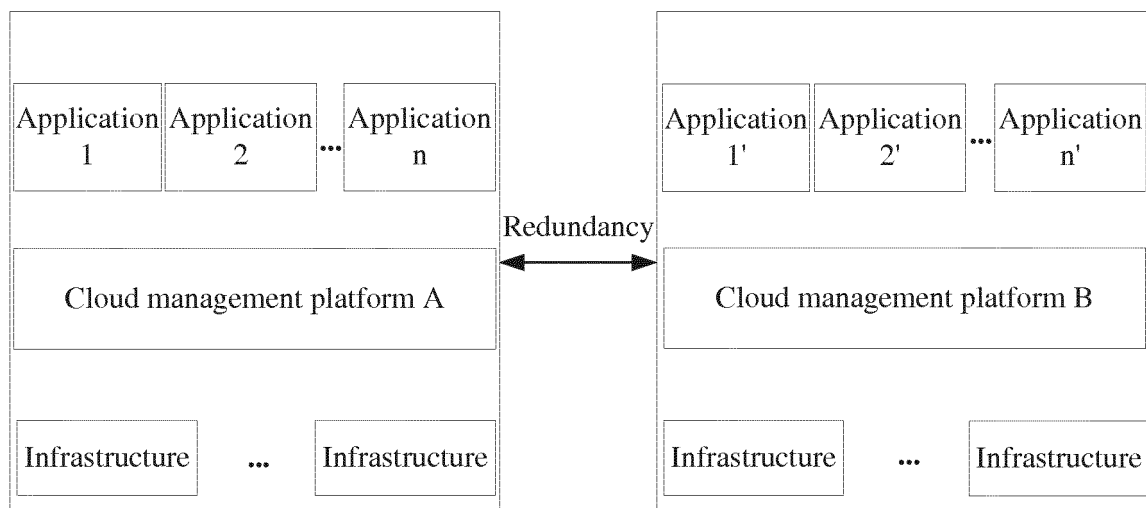 Application 1
Application 2
...
Application n
Application 1'
Application 2'
...
Application n'
Redundancy
Cloud management platform A
Cloud management platform B
Infrastructure
...
Infrastructure
Infrastructure
...
Infrastructure